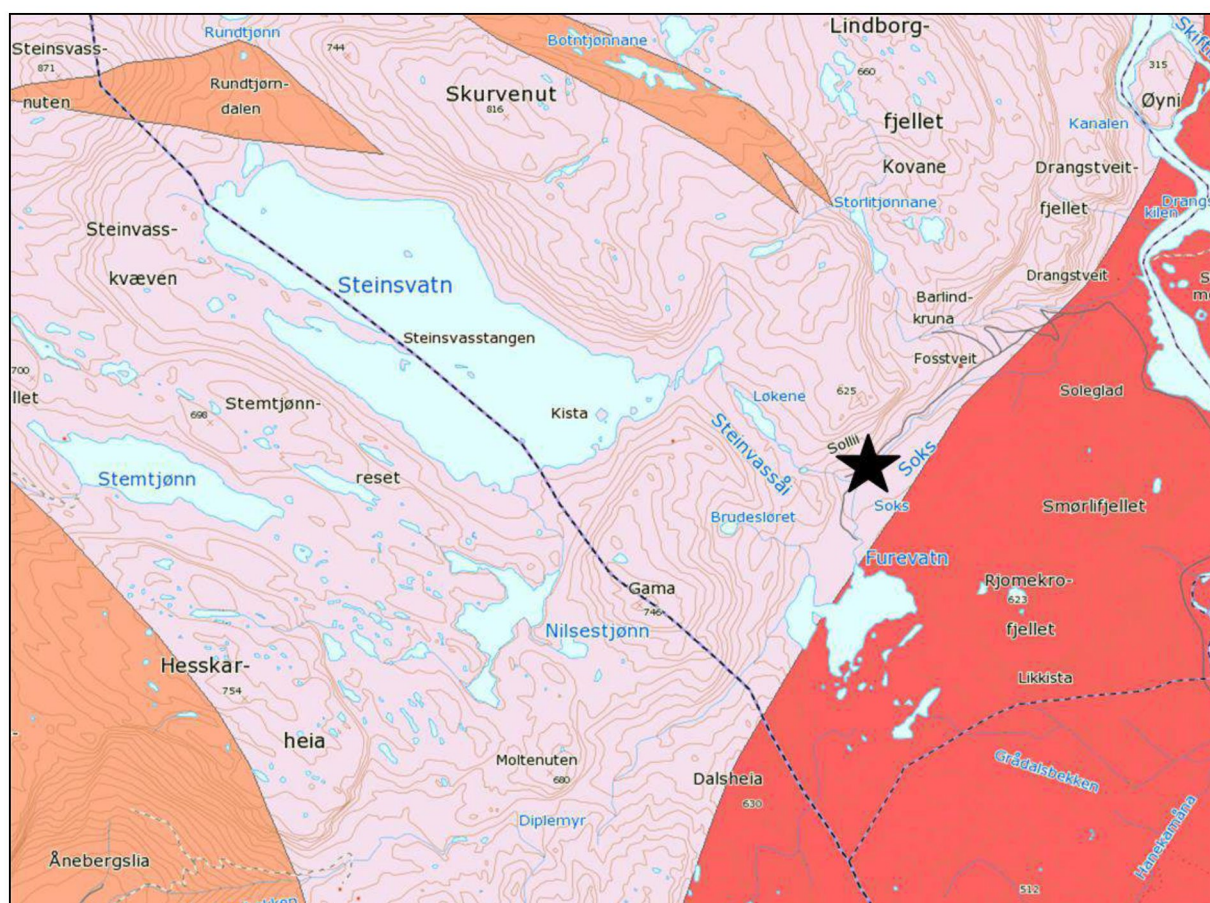 Lindborg-
Skift
Rundtjønn
Botntjønnane
Steinsvass-
744
871
660
315
Rundtjørn-
nuten
dalen
Skurvenut
816
Øyni
fjellet
Kanalen
Kovane
Drangstveit-
Storlitjønnane
fjellet
Drangs
kilen
Steinvass-
kvæven
Steinsvatn
Drangstveit
Barlind-
kruna
Steinsvasstangen
Fosstveit
700
llet
698
Stemtjønn-
Kista
Løkene
625
Soleglad
Sollii
Steinvassåi
Soks
Stemtjønn
reset
Soks
Smørlifjellet
Brudesløret
Furevatn
Gama
746
Rjomekro-
623
fjellet
Nilsestjønn
Hesskar-
754
Likkista
heia
Moltenuten
680
Dalsheia
630
Grådalsbekken
Diplemyr
Hanekamåna
Ånebergslia
512